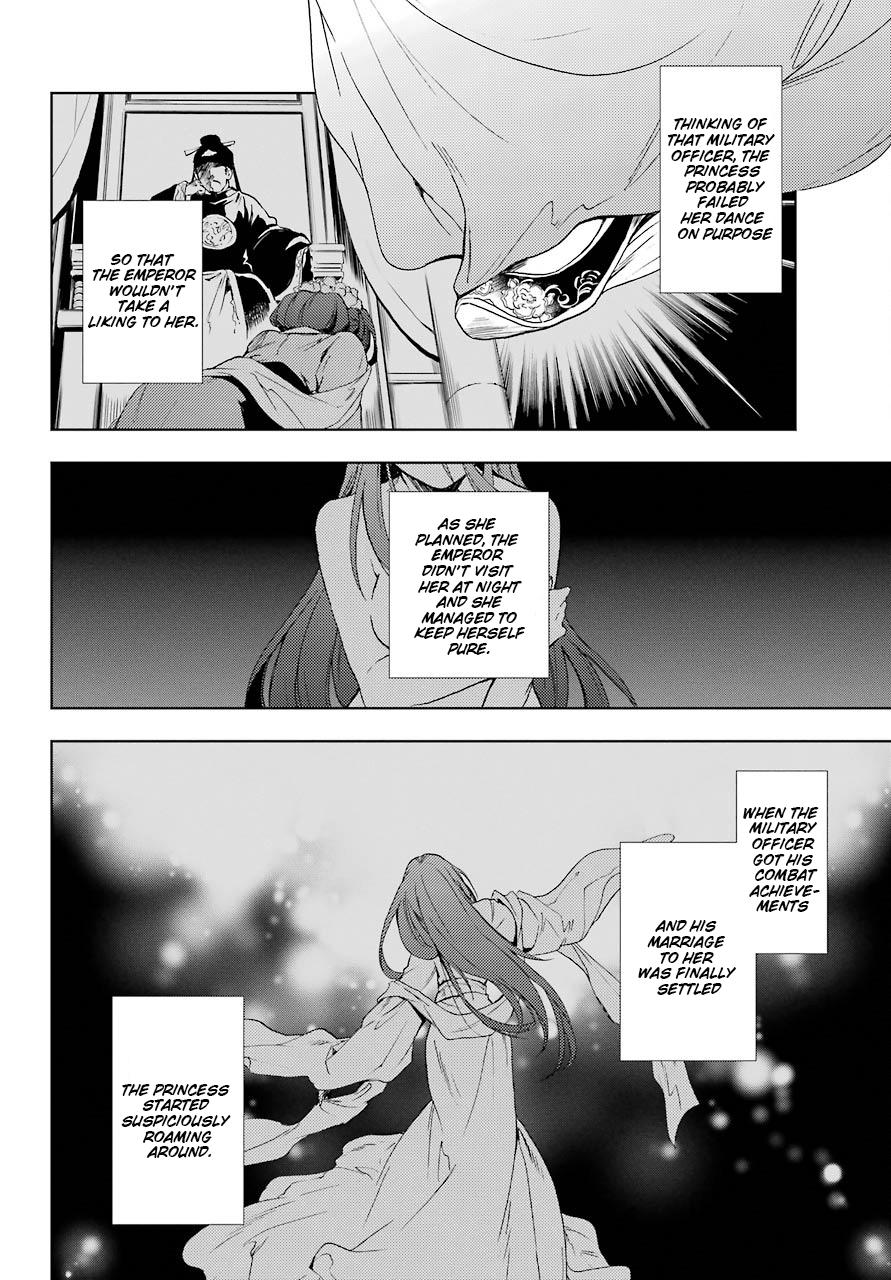 THINKING OF
THAT MILITARY
OFFICER, THE
PRINCESS
PROBABLY
FAILED
HER DANCE
ON PURPOSE
SO THAT
THE EMPEROR
WOULDN'T
TAKE A
LIKING TO HER.
AS SHE
PLANNED, THE
EMPEROR
DIDN'T VISIT
HER AT NIGHT
AND SHE
MANAGED TO
KEEP HERSELF
PURE.
WHEN THE
MILITARY
OFFICER
GOT HIS
COMBAT
ACHIEVE-
MENTS
AND HIS
MARRIAGE
TO HER
WAS FINALLY
SETTLED
THE PRINCESS
STARTED
SUSPICIOUSLY
ROAMING
AROUND.